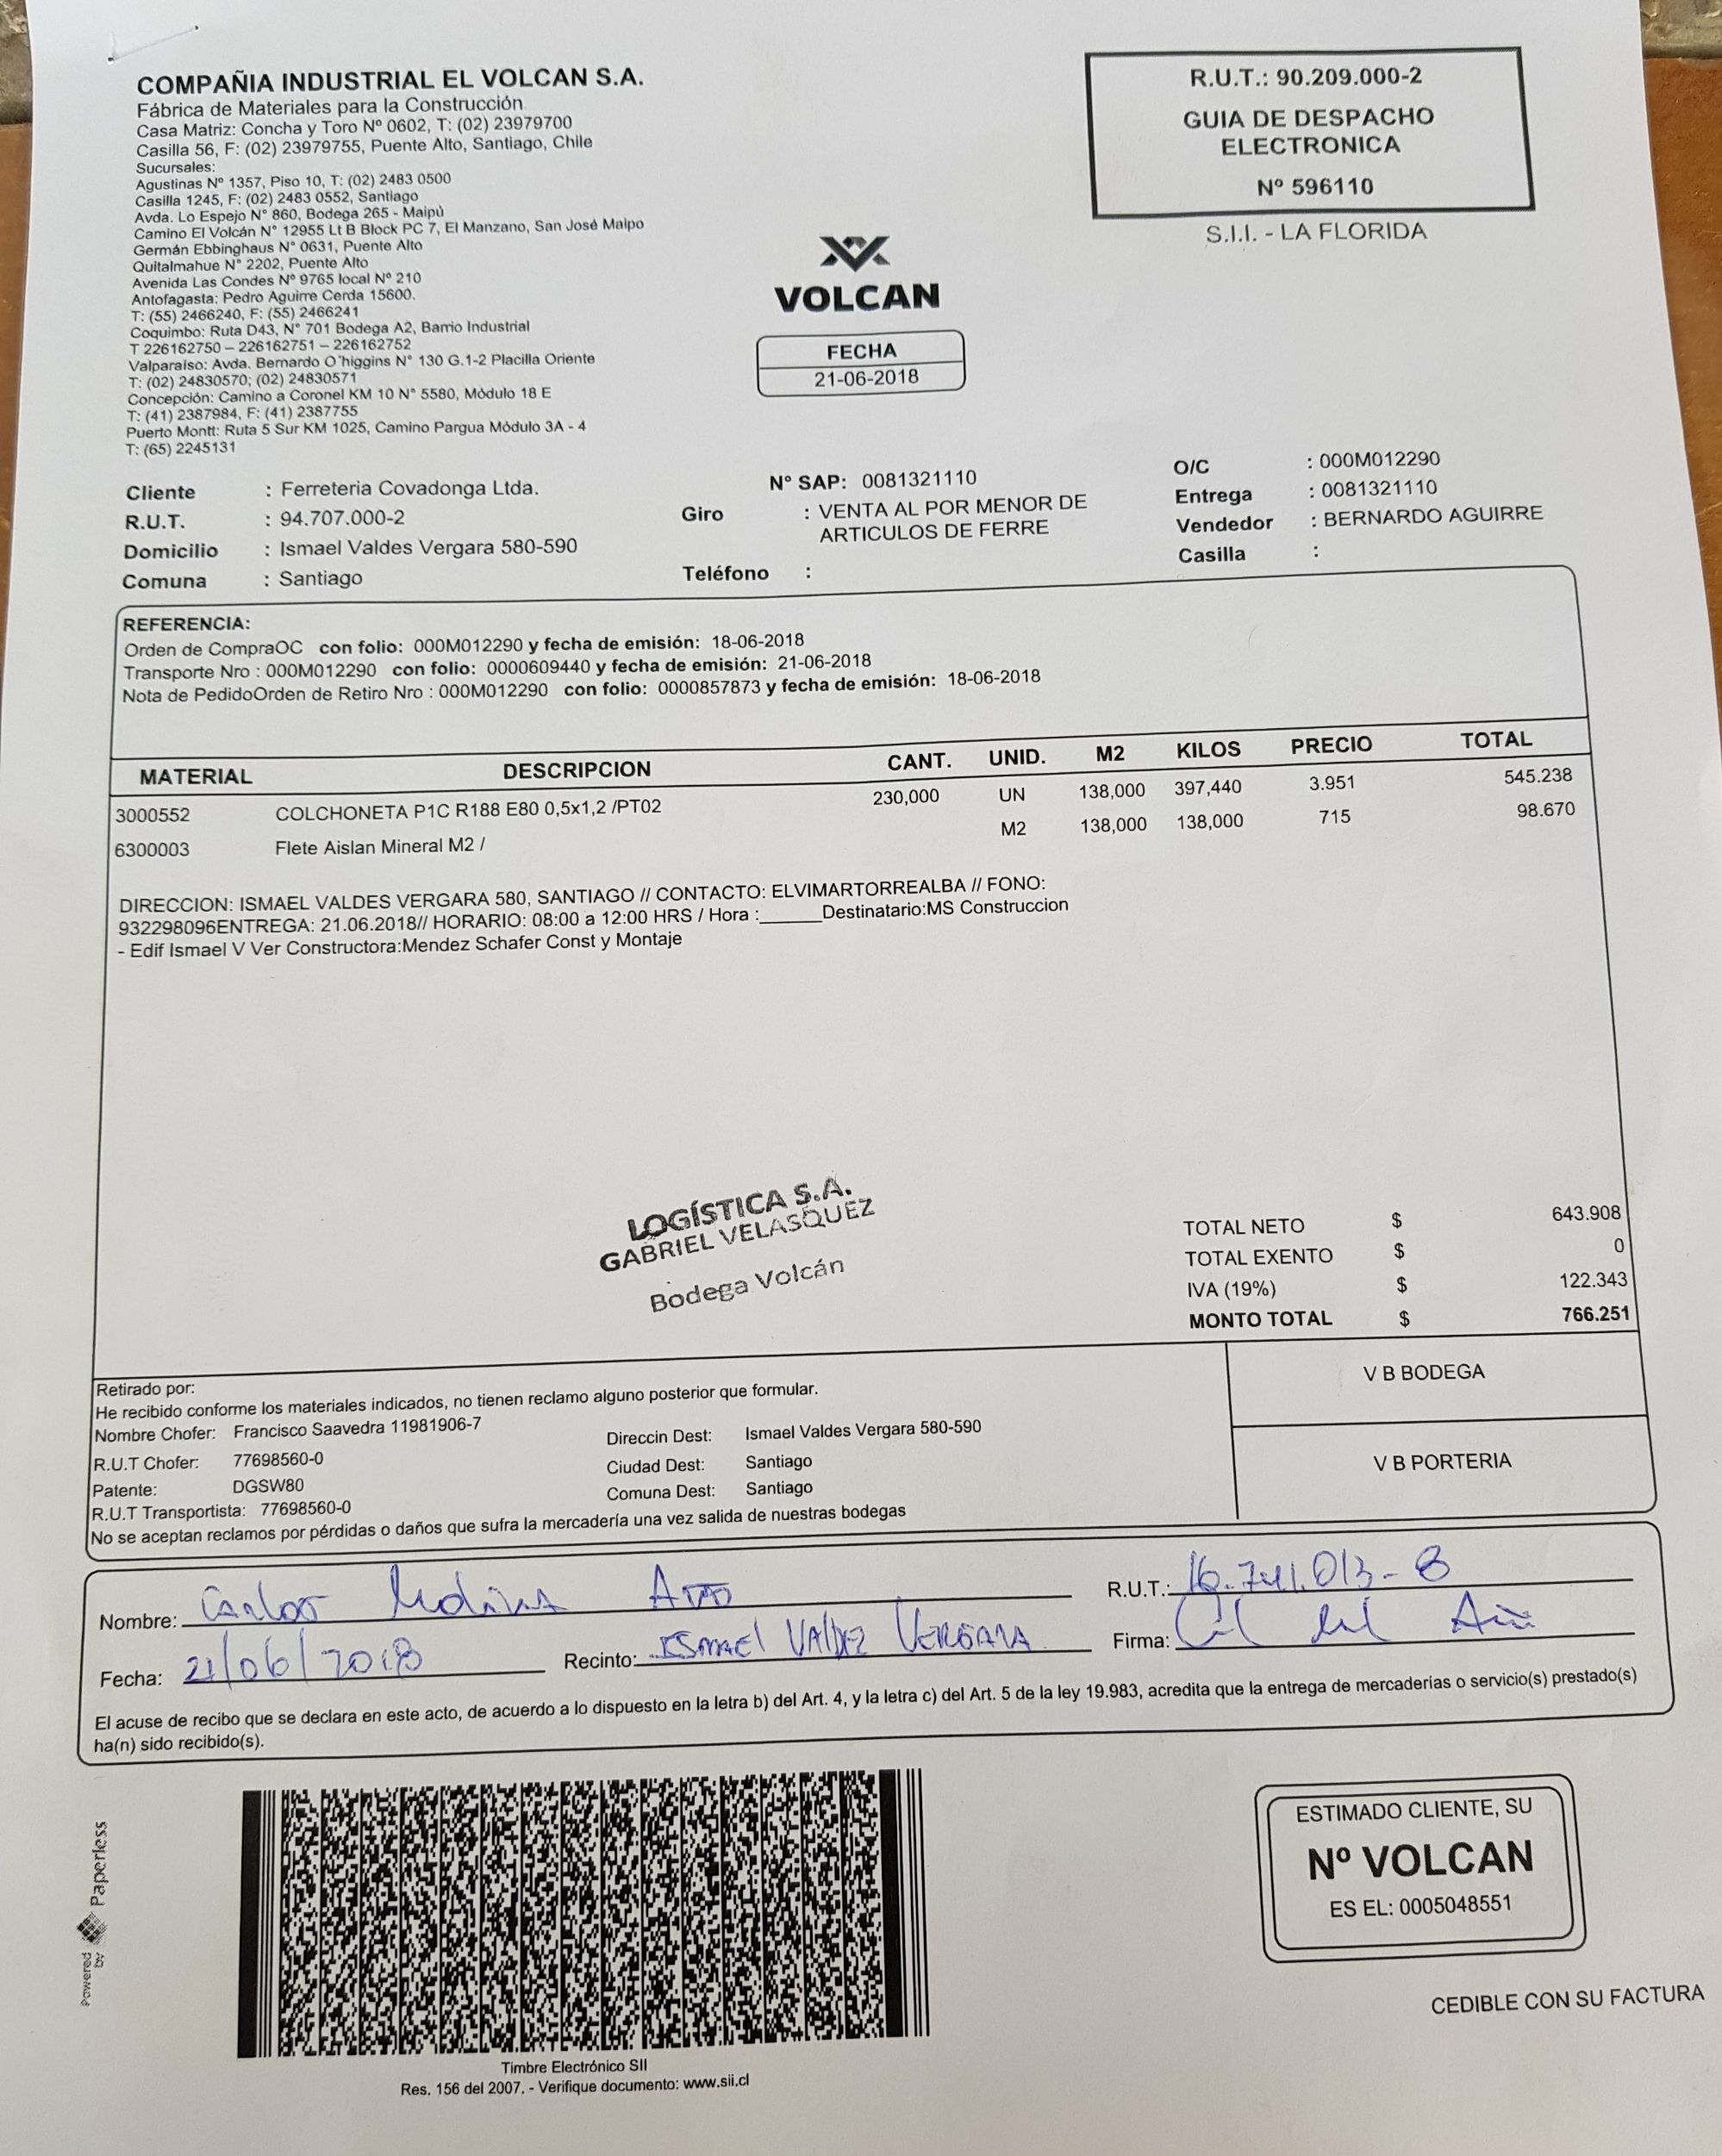 COMPAÑIA INDUSTRIAL EL VOLCAN S.A.
Fábrica de Materiales para la Construcción
Casa Matriz: Concha y Toro Nº 0602, T: (02) 23979700
Casilla 56, F: (02) 23979755, Puente Alto, Santiago, Chile
Sucursales:
Agustinas Nº 1357, Piso 10, T: (02) 2483 0500
Casilla 1245, F: (02) 2483 0552, Santiago
Avda. Lo Espejo N° 860, Bodega 265 - Maipú
Camino El Volcán N° 12955 Lt B Block PC 7, El Manzano, San José Maipo
Germán Ebbinghaus N° 0631, Puente Alto
Quitalmahue N° 2202, Puente Alto
Avenida Las Condes Nº 9765 local Nº 210
Antofagasta: Pedro Aguirre Cerda 15600.
T: (55) 2466240, F: (55) 2466241
Coquimbo: Ruta D43, N° 701 Bodega A2, Barrio Industrial
T 226162750 – 226162751 – 226162752
Valparaíso: Avda. Bernardo O´higgins N° 130 G.1-2 Placilla Oriente
T: (02) 24830570; (02) 24830571
Concepción: Camino a Coronel KM 10 N° 5580, Módulo 18 E
T: (41) 2387984, F: (41) 2387755
Puerto Montt: Ruta 5 Sur KM 1025, Camino Pargua Módulo 3A - 4
T: (65) 2245131
R.U.T.: 90.209.000-2
GUIA DE DESPACHO
ELECTRONICA
Nº 596110
S.I.I. - LA FLORIDA
VOLCAN
FECHA
21-06-2018
Cliente : Ferreteria Covadonga Ltda.
R.U.T. : 94.707.000-2
Domicilio : Ismael Valdes Vergara 580-590
Comuna : Santiago
N° SAP: 0081321110
Giro : VENTA AL POR MENOR DE
ARTICULOS DE FERRE
Teléfono :
O/C : 000M012290
Entrega : 0081321110
Vendedor : BERNARDO AGUIRRE
Casilla :
REFERENCIA:
Orden de CompraOC con folio: 000M012290 y fecha de emisión: 18-06-2018
Transporte Nro : 000M012290 con folio: 0000609440 y fecha de emisión: 21-06-2018
Nota de PedidoOrden de Retiro Nro : 000M012290 con folio: 0000857873 y fecha de emisión: 18-06-2018
MATERIAL DESCRIPCION CANT. UNID. M2 KILOS PRECIO TOTAL
3000552 COLCHONETA P1C R188 E80 0,5x1,2 /PT02 230,000 UN 138,000 397,440 3.951 545.238
6300003 Flete Aislan Mineral M2 / M2 138,000 138,000 715 98.670
DIRECCION: ISMAEL VALDES VERGARA 580, SANTIAGO // CONTACTO: ELVIMARTORREALBA // FONO:
932298096ENTREGA: 21.06.2018// HORARIO: 08:00 a 12:00 HRS / Hora :______Destinatario:MS Construccion
- Edif Ismael V Ver Constructora:Mendez Schafer Const y Montaje
LOGÍSTICA S.A.
GABRIEL VELASQUEZ
Bodega Volcán
TOTAL NETO $ 643.908
TOTAL EXENTO $ 0
IVA (19%) $ 122.343
MONTO TOTAL $ 766.251
Retirado por:
He recibido conforme los materiales indicados, no tienen reclamo alguno posterior que formular.
Nombre Chofer: Francisco Saavedra 11981906-7
R.U.T Chofer: 77698560-0
Patente: DGSW80
R.U.T Transportista: 77698560-0
Direccin Dest: Ismael Valdes Vergara 580-590
Ciudad Dest: Santiago
Comuna Dest: Santiago
No se aceptan reclamos por pérdidas o daños que sufra la mercadería una vez salida de nuestras bodegas
V B BODEGA
V B PORTERIA
Nombre: Carlos Medina
R.U.T.: 16.741.013-8
Fecha: 21/06/2018 Recinto: ISMAEL VALDEZ VERGARA Firma:
El acuse de recibo que se declara en este acto, de acuerdo a lo dispuesto en la letra b) del Art. 4, y la letra c) del Art. 5 de la ley 19.983, acredita que la entrega de mercaderías o servicio(s) prestado(s)
ha(n) sido recibido(s).
Powered by Paperless
Timbre Electrónico SII
Res. 156 del 2007. - Verifique documento: www.sii.cl
ESTIMADO CLIENTE, SU
Nº VOLCAN
ES EL: 0005048551
CEDIBLE CON SU FACTURA